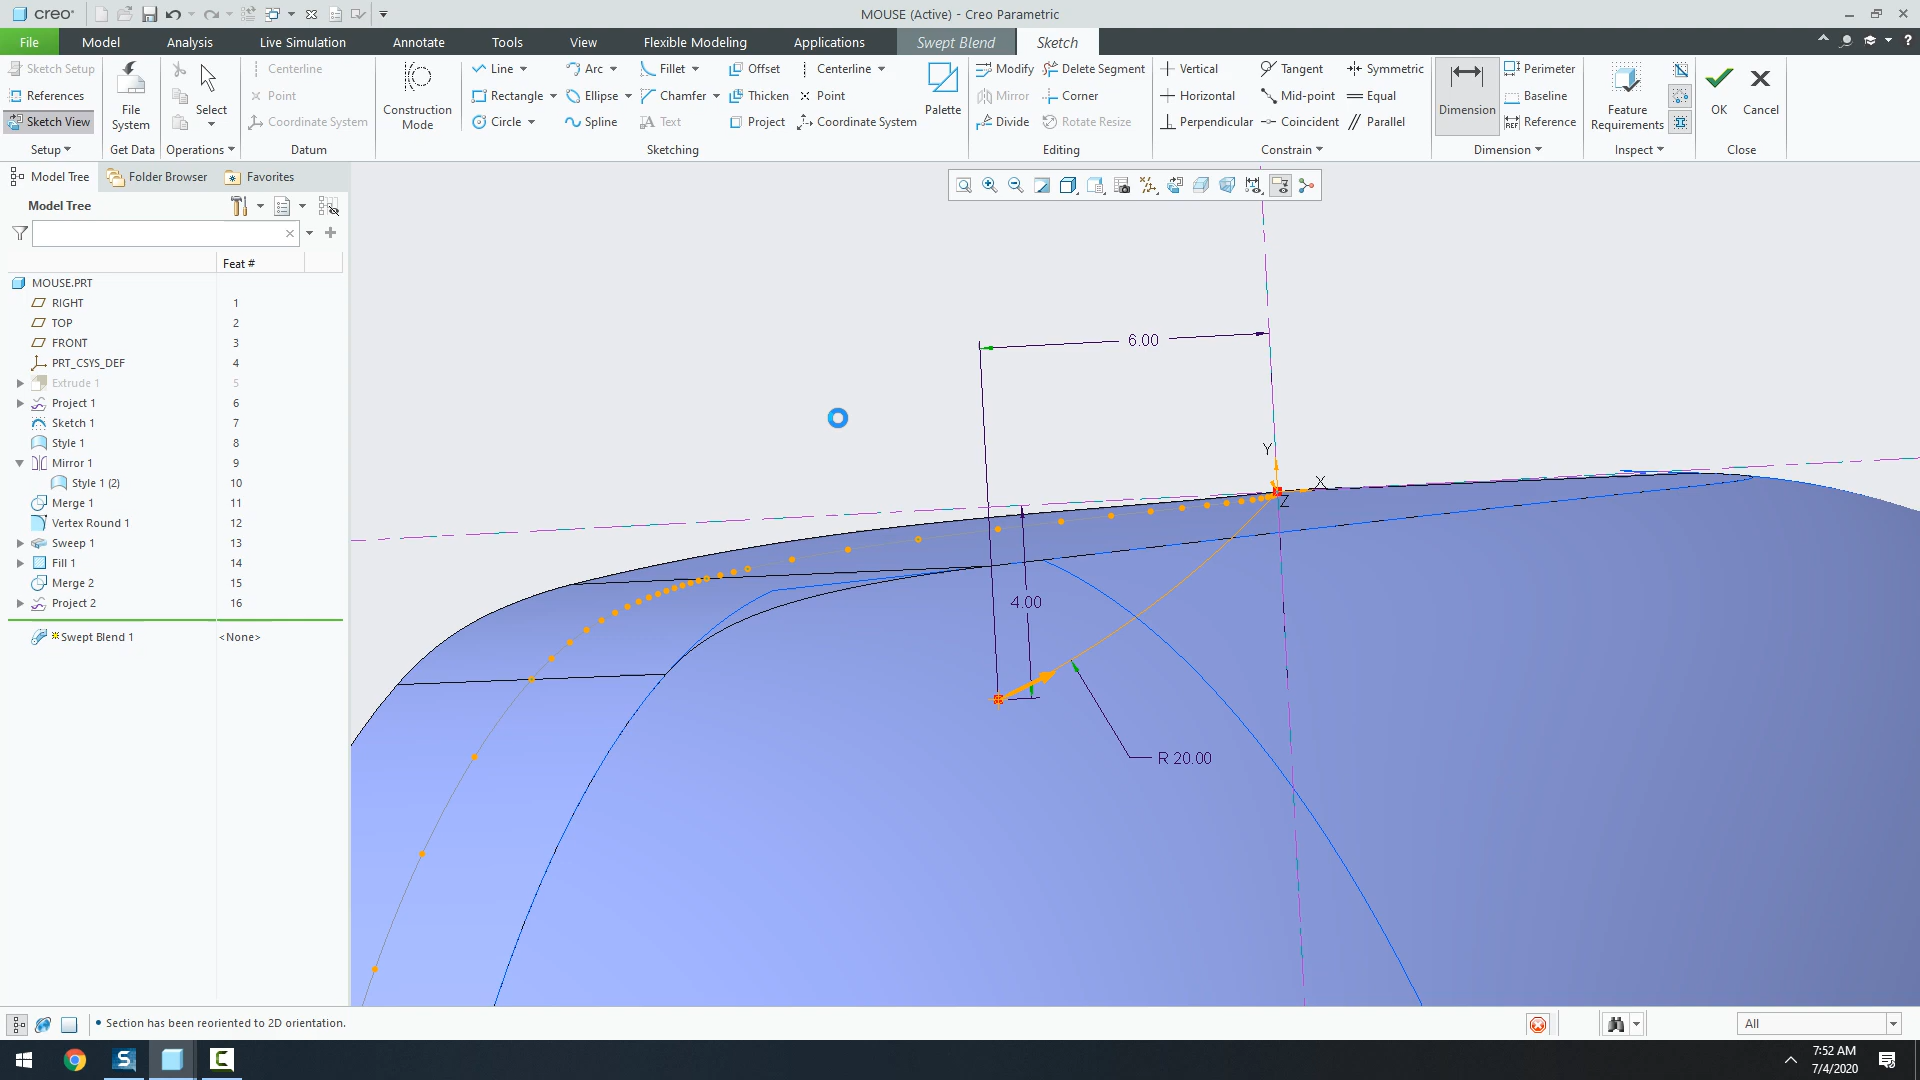 creo
MOUSE (Active) - Creo Parametric
File Model Analysis Live Simulation Annotate Tools View Flexible Modeling Applications Swept Blend Sketch
Sketch Setup
References
Sketch View
Setup
File System
Get Data
Select
Operations
Centerline
Point
Coordinate System
Datum
Construction Mode
Line Arc Fillet Offset Centerline
Rectangle Ellipse Chamfer Thicken Point
Circle Spline Text Project Coordinate System
Palette
Sketching
Modify Delete Segment
Mirror Corner
Divide Rotate Resize
Editing
Vertical Tangent Symmetric
Horizontal Mid-point Equal
Perpendicular Coincident Parallel
Constrain
Dimension
Perimeter
Baseline
REF Reference
Dimension
Feature Requirements
Inspect
OK
Cancel
Close
Model Tree Folder Browser Favorites
Model Tree
Feat #
MOUSE.PRT
RIGHT 1
TOP 2
FRONT 3
PRT_CSYS_DEF 4
Extrude 1 5
Project 1 6
Sketch 1 7
Style 1 8
Mirror 1 9
Style 1 (2) 10
Merge 1 11
Vertex Round 1 12
Sweep 1 13
Fill 1 14
Merge 2 15
Project 2 16
Swept Blend 1 <None>
6.00
Y
X
Z
4.00
R 20.00
Section has been reoriented to 2D orientation.
All
S
C
7:52 AM
7/4/2020